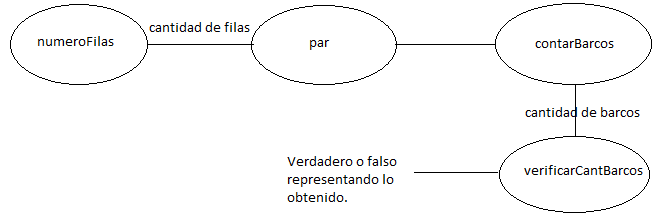 numeroFilas
cantidad de filas
par
contarBarcos
cantidad de barcos
verificarCantBarcos
Verdadero o falso
representando lo
obtenido.